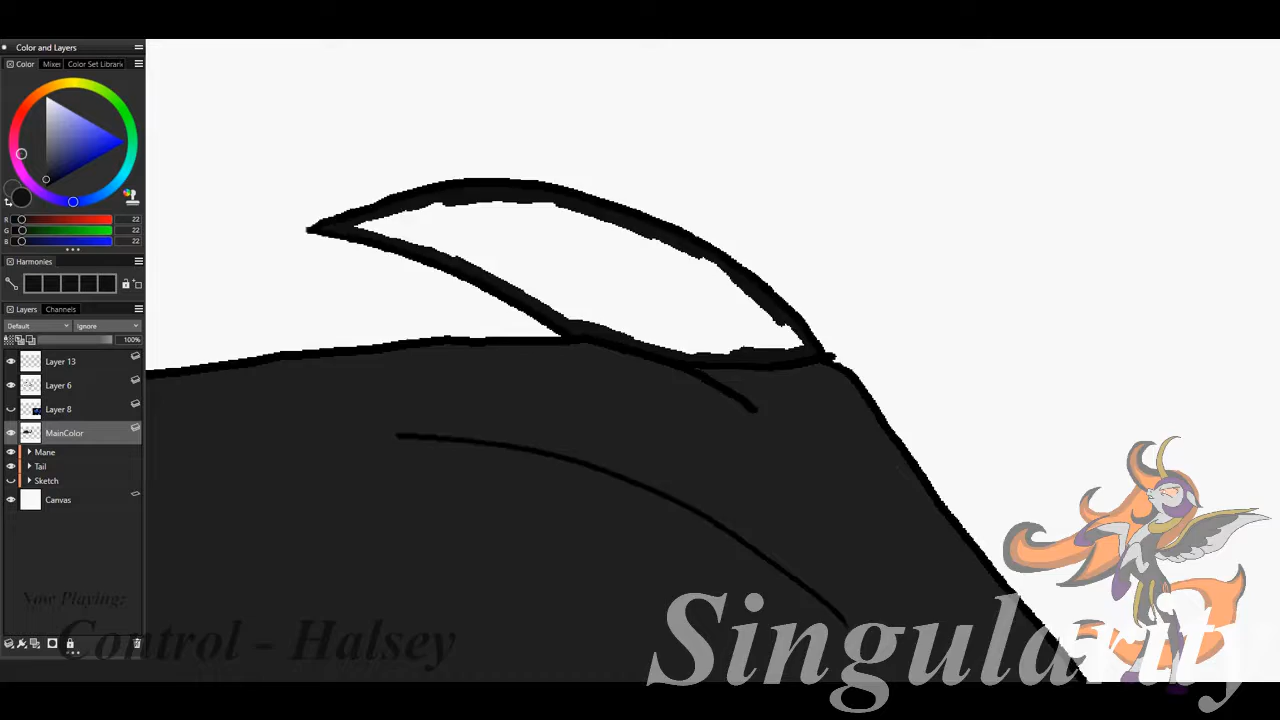 Color and Layers
Color Mixer Color Set Librari
R 22
G 22
B 22
Harmonies
Layers Channels
Default Ignore
100%
Layer 13
Layer 6
Layer 8
MainColor
Mane
Tail
Sketch
Canvas
Now Playing:
Control - Halsey
Singularity